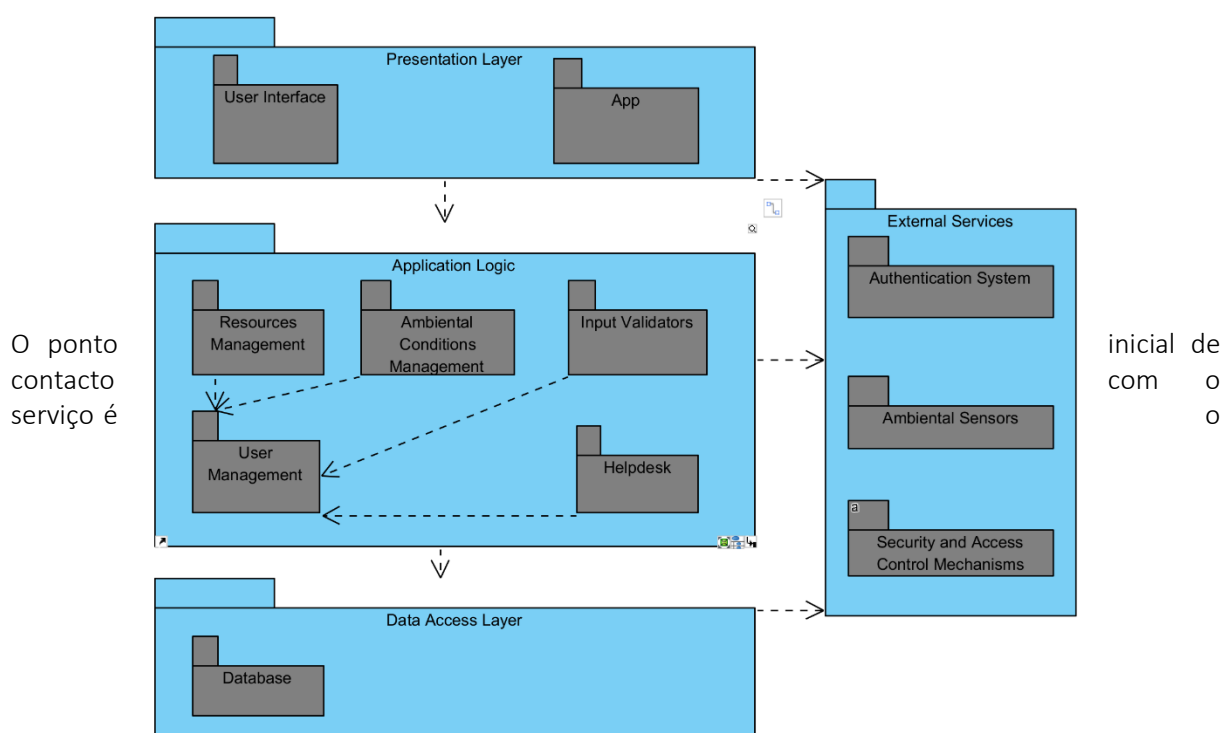 Presentation Layer
User Interface
App
External Services
Authentication System
Application Logic
Resources
Management
Ambiental
Conditions
Management
Input Validators
O ponto inicial de
contacto com o
serviço é o
Ambiental Sensors
User
Management
Helpdesk
a
Security and Access
Control Mechanisms
Data Access Layer
Database